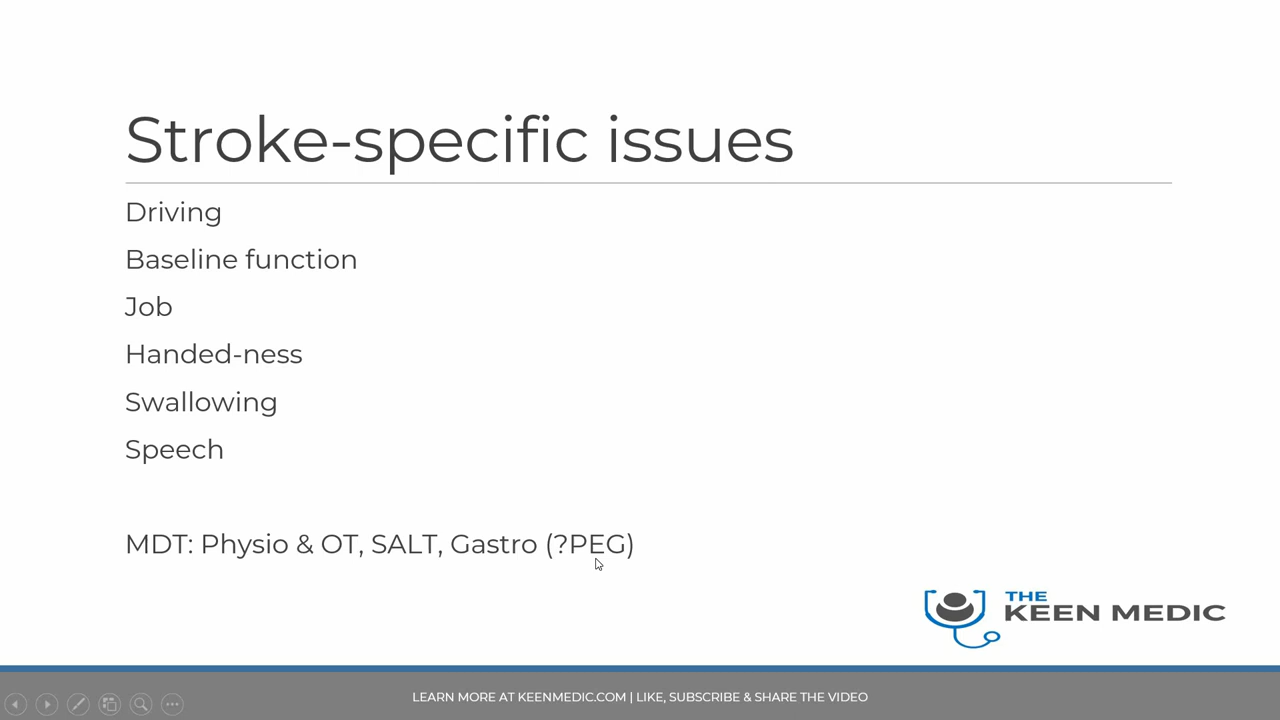 Stroke-specific issues
Driving
Baseline function
Job
Handed-ness
Swallowing
Speech
MDT: Physio & OT, SALT, Gastro (?PEG)
THE
KEEN MEDIC
LEARN MORE AT KEENMEDIC.COM | LIKE, SUBSCRIBE & SHARE THE VIDEO